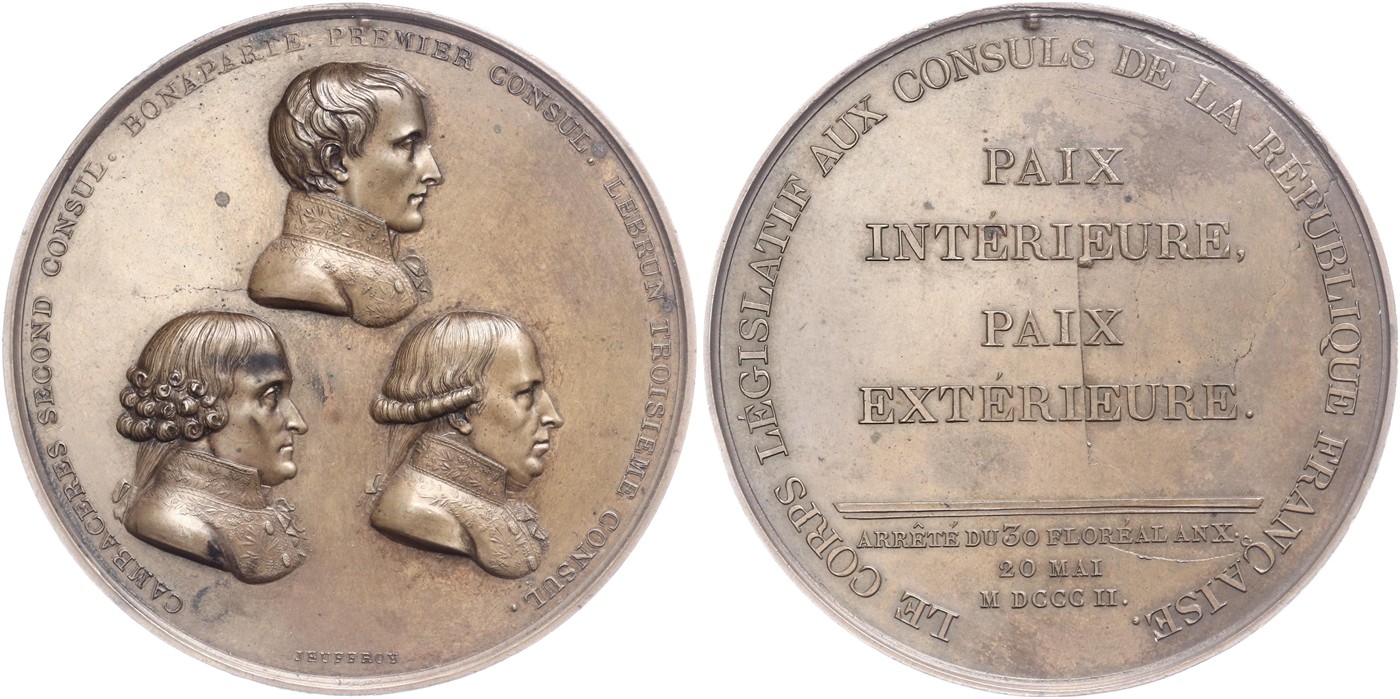 CAMBACERES SECOND CONSUL. BONAPARTE PREMIER CONSUL. LEBRUN TROISIEME CONSUL.
JEUFFROY
LE CORPS LÉGISLATIF AUX CONSULS DE LA RÉPUBLIQUE FRANÇAISE.
PAIX
INTÉRIEURE,
PAIX
EXTÉRIEURE.
ARRÊTÉ DU 30 FLORÉAL AN X.
20 MAI
M DCCC II.